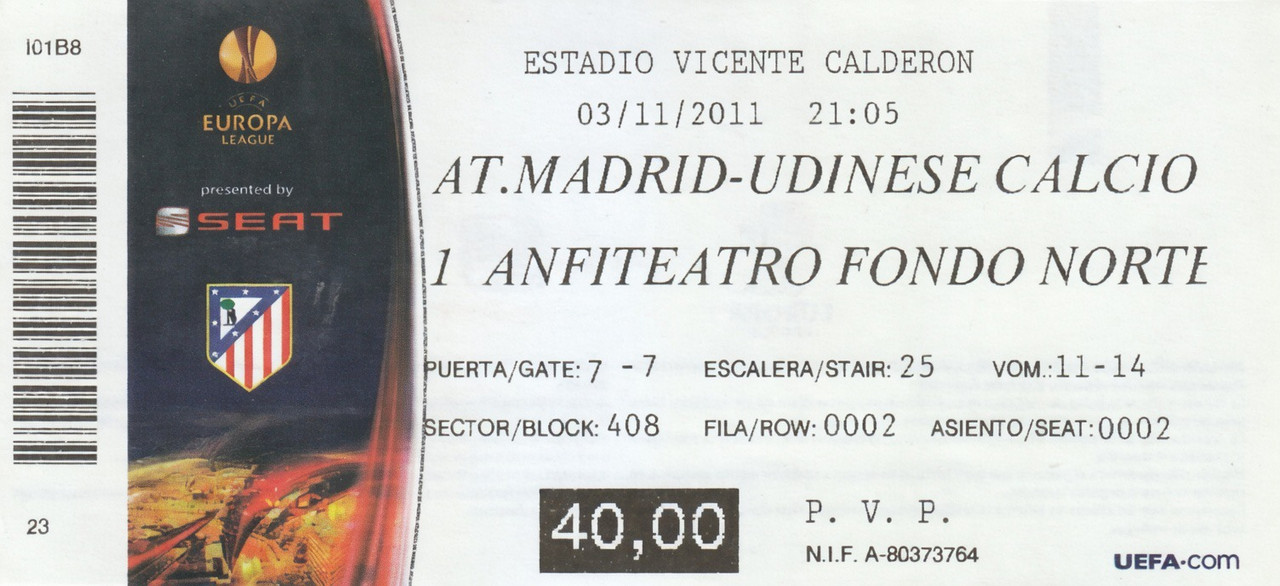 I01B8
23
UEFA
EUROPA
LEAGUE
presented by
SEAT
ESTADIO VICENTE CALDERON
03/11/2011 21:05
AT.MADRID-UDINESE CALCIO
1 ANFITEATRO FONDO NORTE
PUERTA/GATE: 7 -7 ESCALERA/STAIR: 25 VOM.:11-14
SECTOR/BLOCK: 408 FILA/ROW: 0002 ASIENTO/SEAT:0002
40,00 P. V. P.
N.I.F. A-80373764
UEFA.com